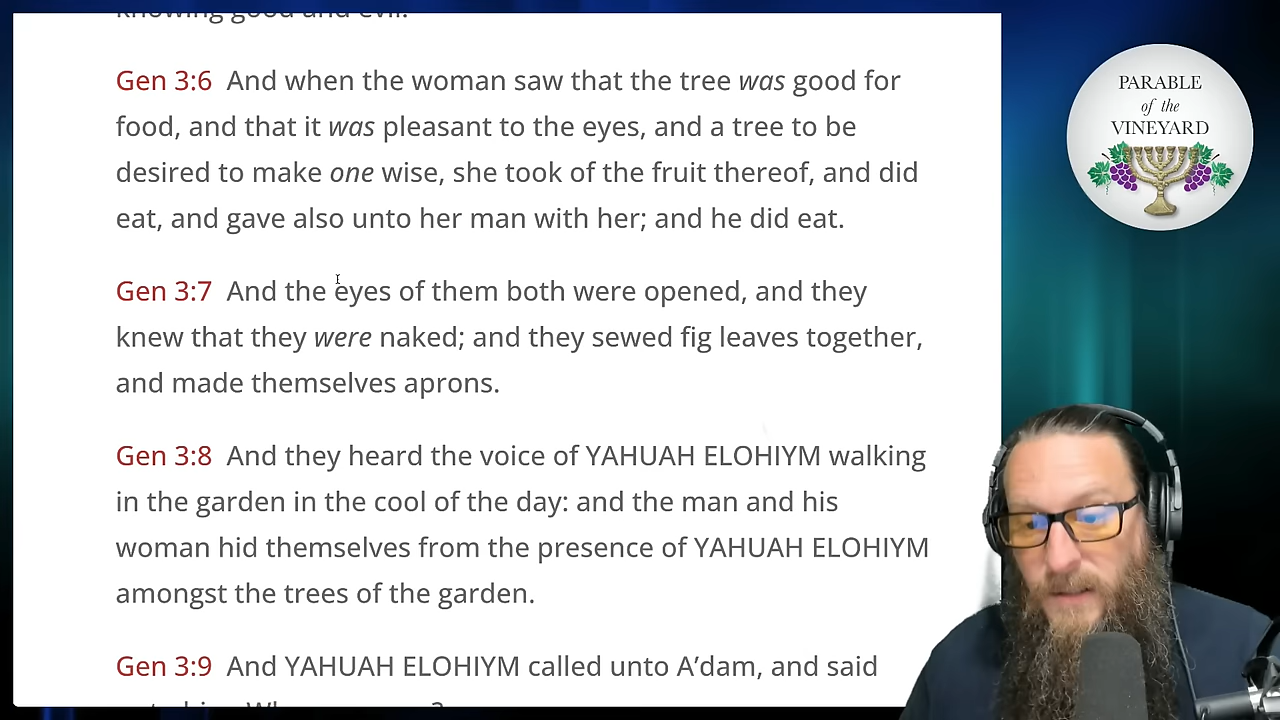 knowing good and evil.
Gen 3:6 And when the woman saw that the tree was good for
food, and that it was pleasant to the eyes, and a tree to be
desired to make one wise, she took of the fruit thereof, and did
eat, and gave also unto her man with her; and he did eat.
Gen 3:7 And the eyes of them both were opened, and they
knew that they were naked; and they sewed fig leaves together,
and made themselves aprons.
Gen 3:8 And they heard the voice of YAHUAH ELOHIYM walking
in the garden in the cool of the day: and the man and his
woman hid themselves from the presence of YAHUAH ELOHIYM
amongst the trees of the garden.
Gen 3:9 And YAHUAH ELOHIYM called unto A’dam, and said
PARABLE
of the
VINEYARD